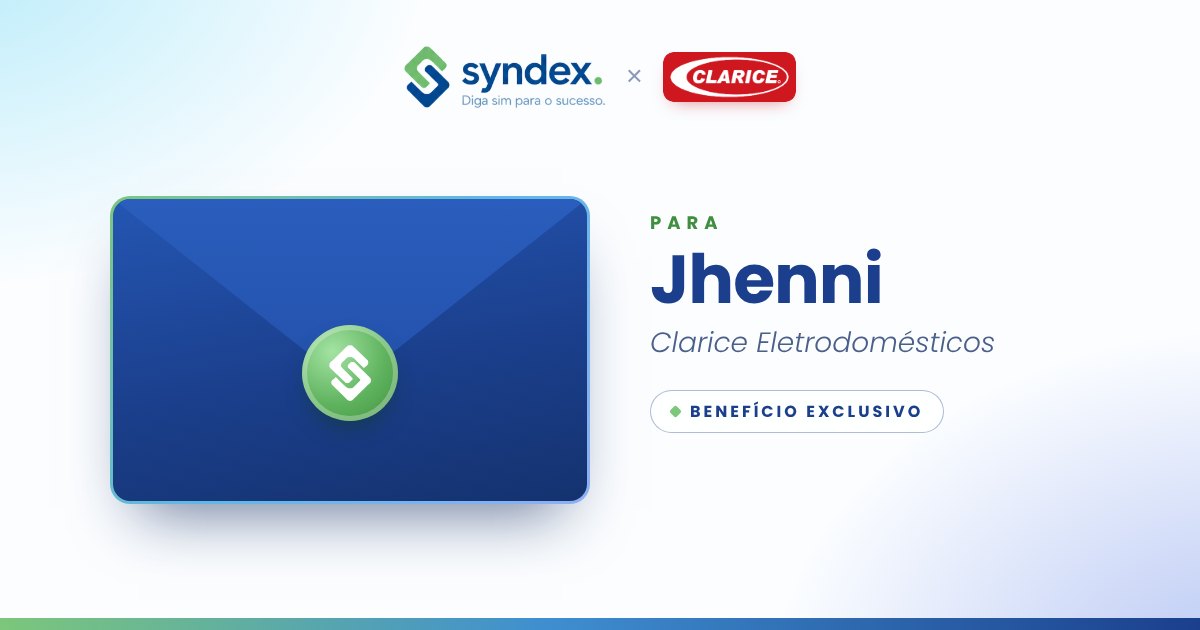 syndex.
Diga sim para o sucesso.
×
CLARICE
PARA
Jhenni
Clarice Eletrodomésticos
BENEFÍCIO EXCLUSIVO